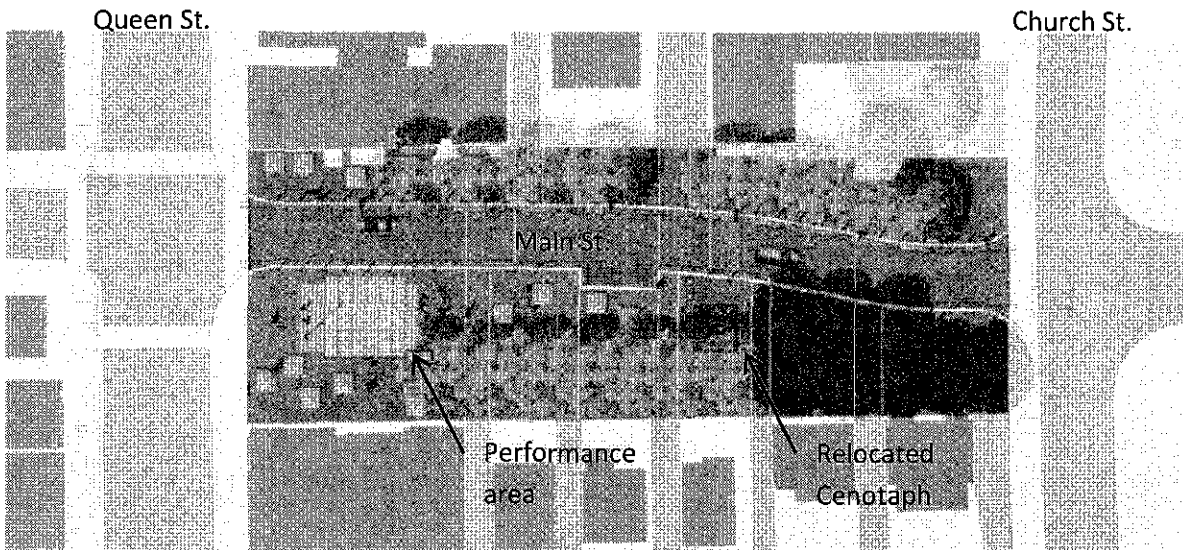 Queen St.
Church St.
Main St.
Performance
area
Relocated
Cenotaph